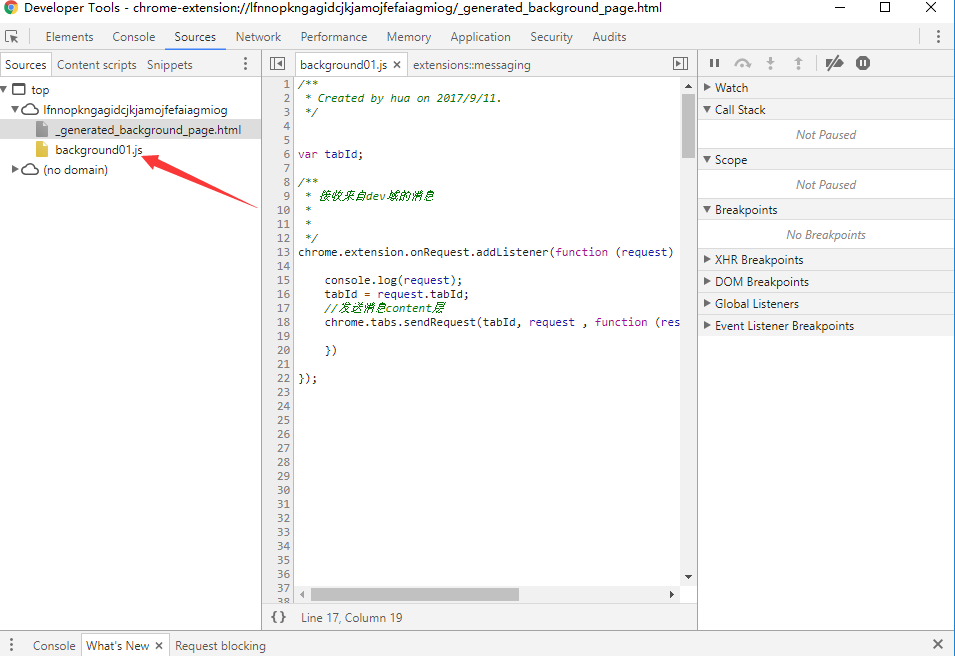 Developer Tools - chrome-extension://lfnnopkngagidcjkjamojfefaiagmiog/_generated_background_page.html
Elements Console Sources Network Performance Memory Application Security Audits
Sources Content scripts Snippets
top
lfnnopkngagidcjkjamojfefaiagmiog
_generated_background_page.html
background01.js
(no domain)
background01.js × extensions::messaging
1 /**
2 * Created by hua on 2017/9/11.
3 */
4
5
6 var tabId;
7
8 /**
9 * 接收来自dev域的消息
10 *
11 *
12 */
13 chrome.extension.onRequest.addListener(function (request)
14
15 console.log(request);
16 tabId = request.tabId;
17 //发送消息content层
18 chrome.tabs.sendRequest(tabId, request , function (res
19
20 })
21
22 });
23
24
25
26
27
28
29
30
31
32
33
34
35
36
37
38
{} Line 17, Column 19
Watch
Call Stack
Not Paused
Scope
Not Paused
Breakpoints
No Breakpoints
XHR Breakpoints
DOM Breakpoints
Global Listeners
Event Listener Breakpoints
Console What's New × Request blocking